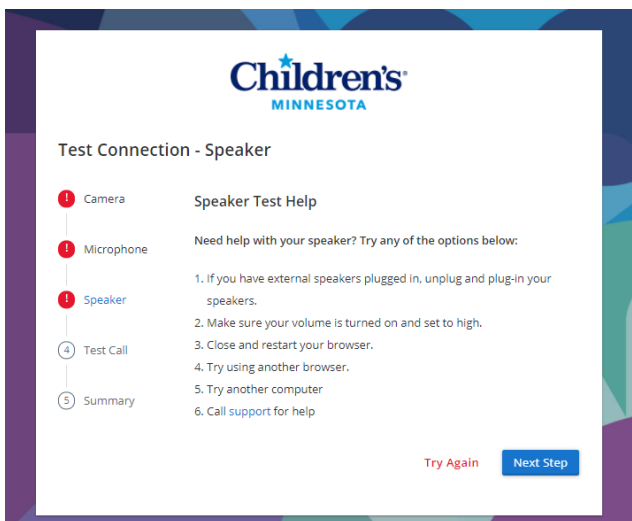 Children's
MINNESOTA
Test Connection - Speaker
! Camera
! Microphone
! Speaker
4 Test Call
5 Summary
Speaker Test Help
Need help with your speaker? Try any of the options below:
1. If you have external speakers plugged in, unplug and plug-in your
speakers.
2. Make sure your volume is turned on and set to high.
3. Close and restart your browser.
4. Try using another browser.
5. Try another computer
6. Call support for help
Try Again
Next Step